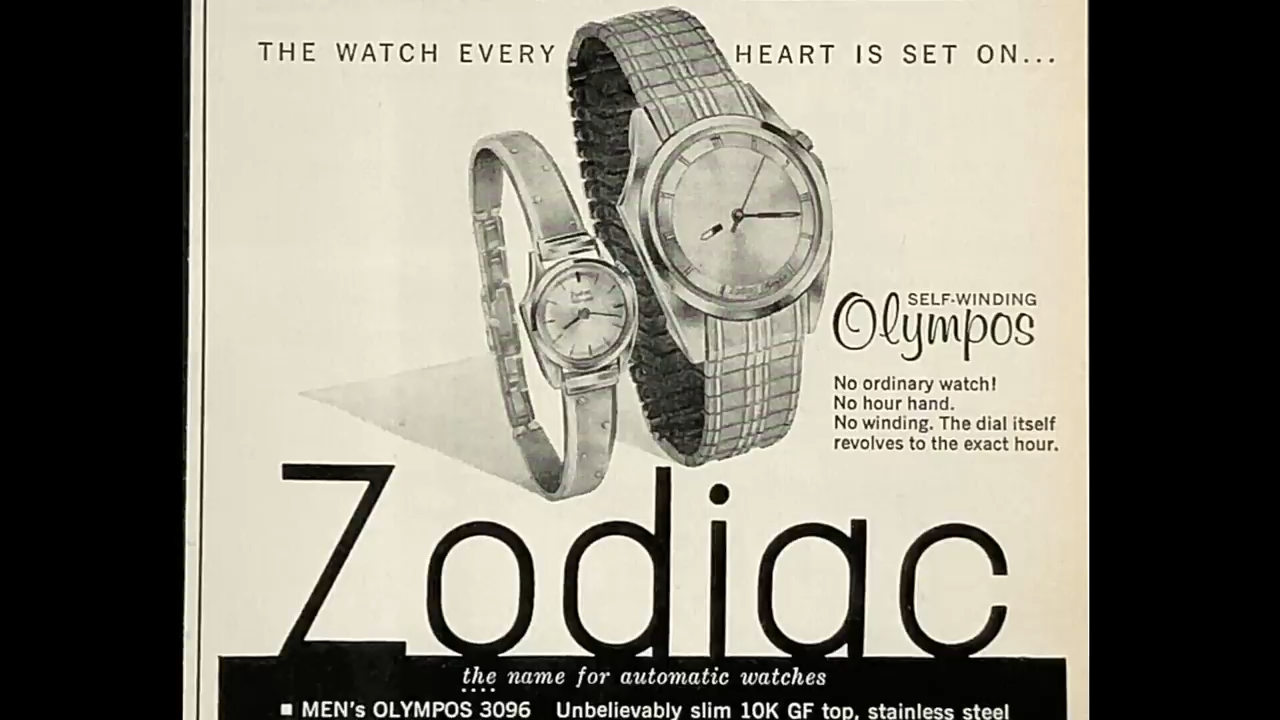 THE WATCH EVERY HEART IS SET ON...
SELF-WINDING
Olympos
No ordinary watch!
No hour hand.
No winding. The dial itself
revolves to the exact hour.
Zodiac
the name for automatic watches
■ MEN's OLYMPOS 3096 Unbelievably slim 10K GF top, stainless steel